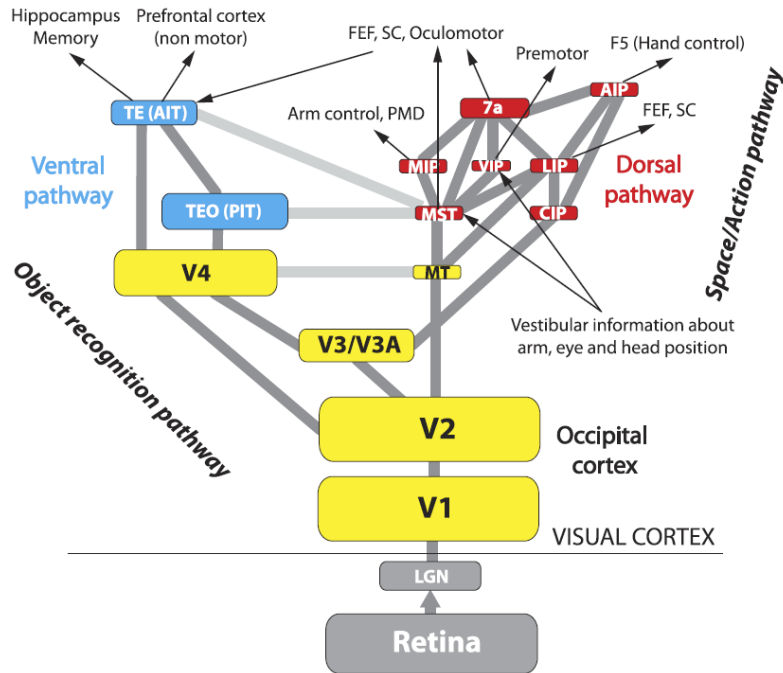 Hippocampus
Memory
Prefrontal cortex
(non motor)
FEF, SC, Oculomotor
Premotor
F5 (Hand control)
TE (AIT)
7a
AIP
Arm control, PMD
FEF, SC
Ventral
pathway
MIP
VIP
LIP
Dorsal
pathway
Space/Action pathway
TEO (PIT)
MST
CIP
V4
MT
Object recognition pathway
V3/V3A
Vestibular information about
arm, eye and head position
V2
Occipital
cortex
V1
VISUAL CORTEX
LGN
Retina